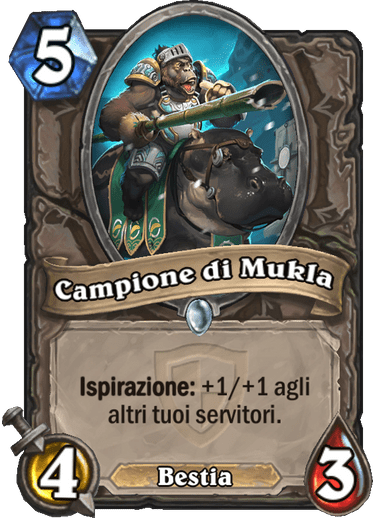 5
Campione di Mukla
Ispirazione: +1/+1 agli
altri tuoi servitori.
4
Bestia
3